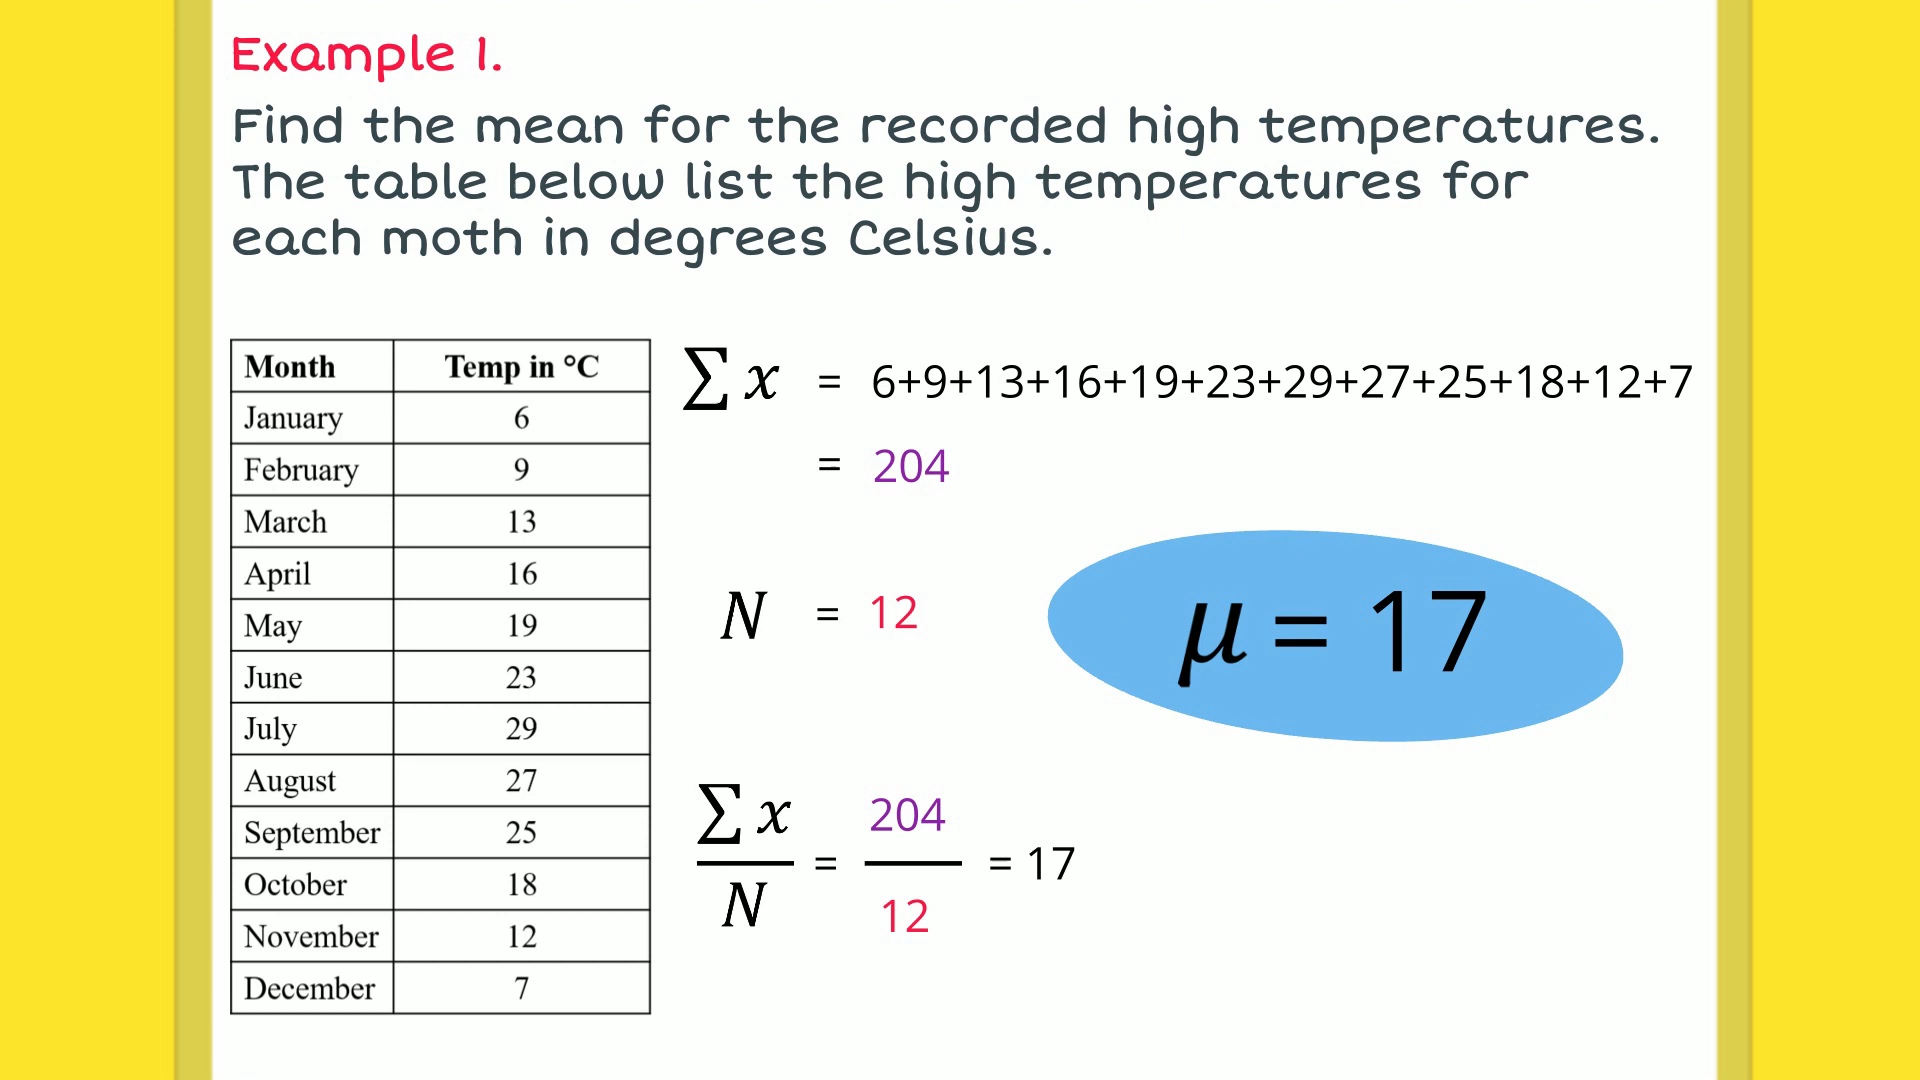 Example 1.
Find the mean for the recorded high temperatures.
The table below list the high temperatures for
each moth in degrees Celsius.
Month Temp in °C
January 6
February 9
March 13
April 16
May 19
June 23
July 29
August 27
September 25
October 18
November 12
December 7
∑ x = 6+9+13+16+19+23+29+27+25+18+12+7
= 204
N = 12
μ = 17
∑ x / N = 204 / 12 = 17